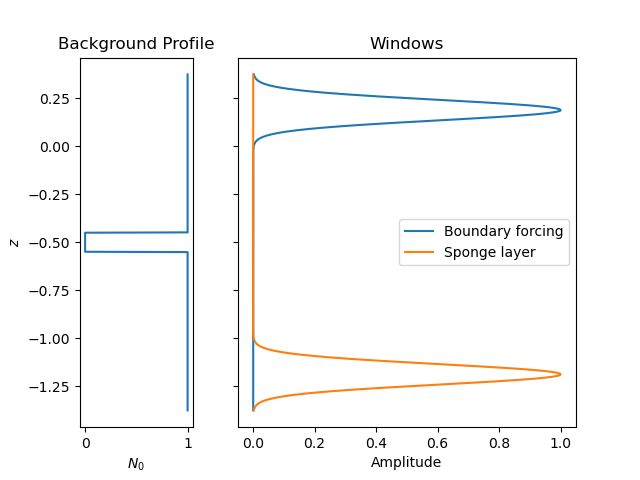 Background Profile
Windows
z
0.25
0.00
−0.25
−0.50
−0.75
−1.00
−1.25
0
1
N₀
Boundary forcing
Sponge layer
0.0
0.2
0.4
0.6
0.8
1.0
Amplitude